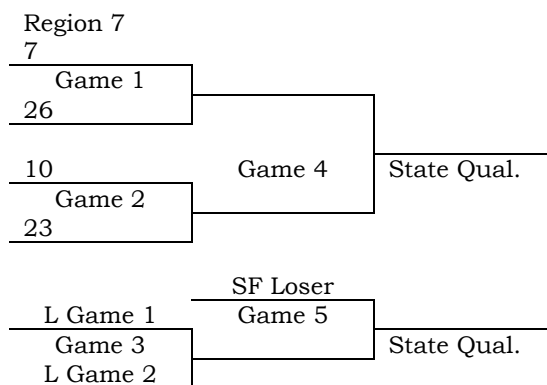 Region 7
7
Game 1
26
10
Game 4
State Qual.
Game 2
23
SF Loser
L Game 1
Game 5
Game 3
State Qual.
L Game 2